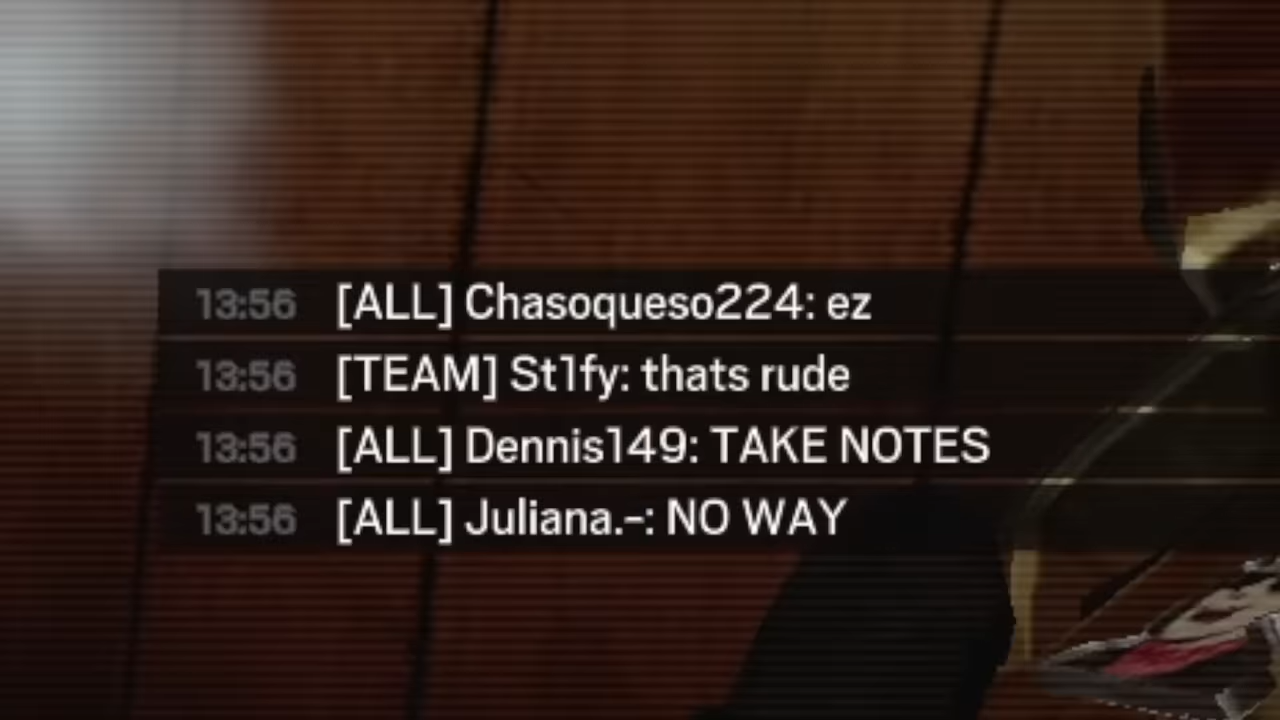 13:56 [ALL] Chasoqueso224: ez
13:56 [TEAM] St1fy: thats rude
13:56 [ALL] Dennis149: TAKE NOTES
13:56 [ALL] Juliana.-: NO WAY